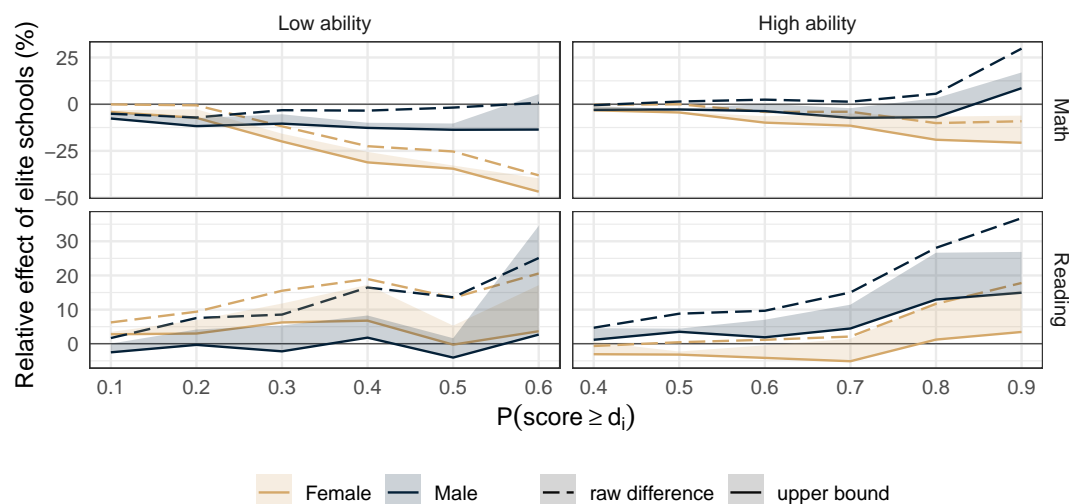 Low ability
High ability
Relative effect of elite schools (%)
25
0
−25
−50
Math
30
20
10
0
Reading
0.1 0.2 0.3 0.4 0.5 0.6
0.4 0.5 0.6 0.7 0.8 0.9
P(score ≥ dᵢ)
Female Male raw difference upper bound